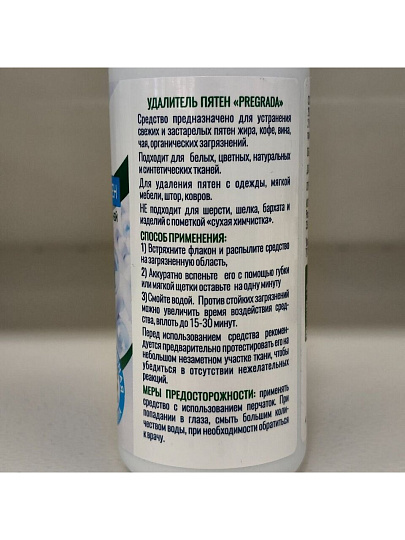 УДАЛИТЕЛЬ ПЯТЕН «PREGRADA»
Средство предназначено для устранения
свежих и застарелых пятен жира, кофе, вина,
чая, органических загрязнений.
Подходит для белых, цветных, натуральных
и синтетических тканей.
Для удаления пятен с одежды, мягкой
мебели, штор, ковров.
НЕ подходит для шерсти, шелка, бархата и
изделий с пометкой «сухая химчистка».
СПОСОБ ПРИМЕНЕНИЯ:
1) Встряхните флакон и распылите средство
на загрязненную область,
2) Аккуратно вспеньте его с помощью губки
или мягкой щетки оставьте на одну минуту
3) Смойте водой. Против стойких загрязнений
можно увеличить время воздействия сред-
ства, вплоть до 15-30 минут.
Перед использованием средства рекомен-
дуется предварительно протестировать его на
небольшом незаметном участке ткани, чтобы
убедиться в отсутствии нежелательных
реакций.
МЕРЫ ПРЕДОСТОРОЖНОСТИ: применять
средство с использованием перчаток. При
попадании в глаза, смыть большим коли-
чеством воды, при необходимости обратиться
к врачу.